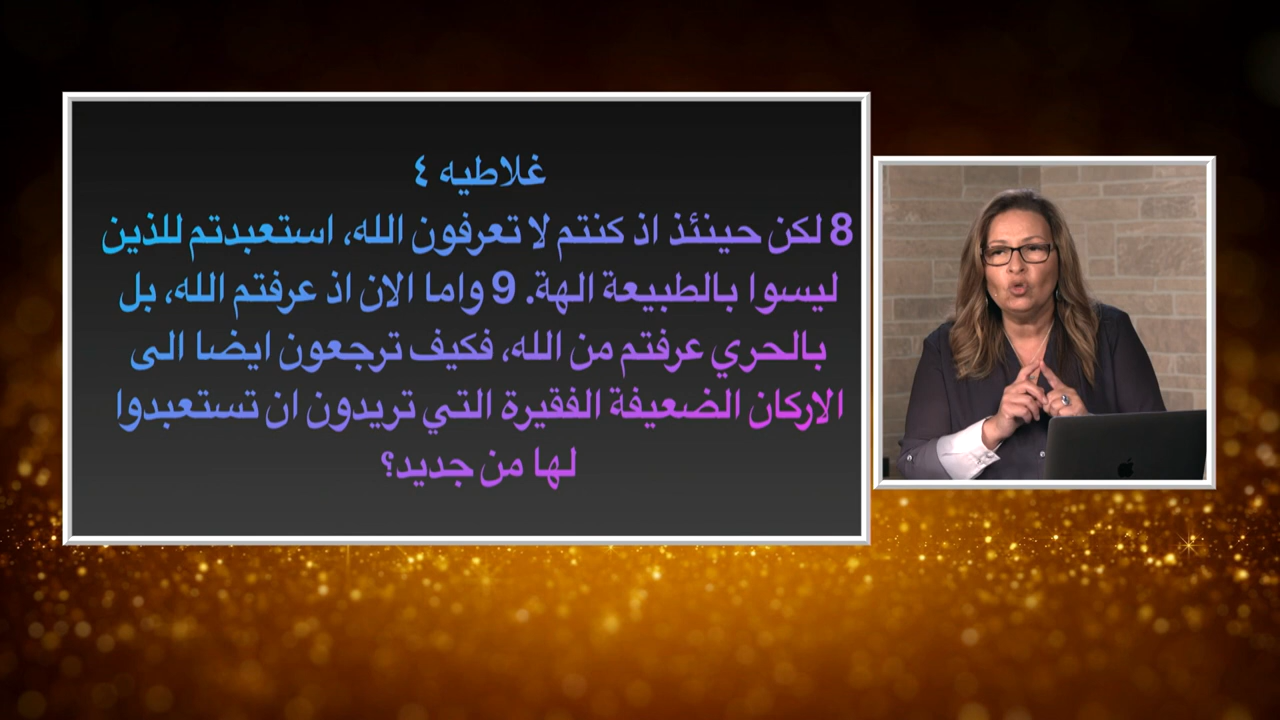 غلاطيه ٤
8 لكن حينئذ اذ كنتم لا تعرفون الله، استعبدتم للذين
ليسوا بالطبيعة الهة. 9 واما الان اذ عرفتم الله، بل
بالحري عرفتم من الله، فكيف ترجعون ايضا الى
الاركان الضعيفة الفقيرة التي تريدون ان تستعبدوا
لها من جديد؟